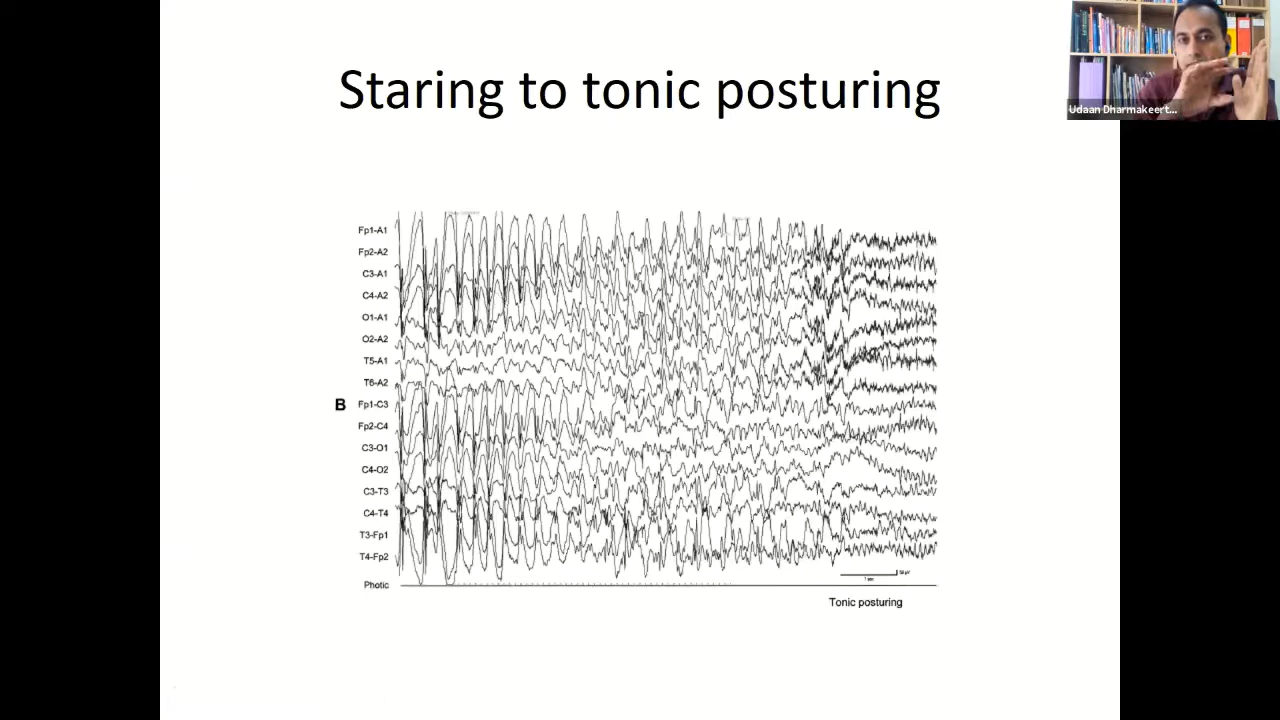 Staring to tonic posturing
Udaan Dharmakeert...
Fp1-A1
Fp2-A2
C3-A1
C4-A2
O1-A1
O2-A2
T5-A1
T6-A2
B
Fp1-C3
Fp2-C4
C3-O1
C4-O2
C3-T3
C4-T4
T3-Fp1
T4-Fp2
Photic
Tonic posturing